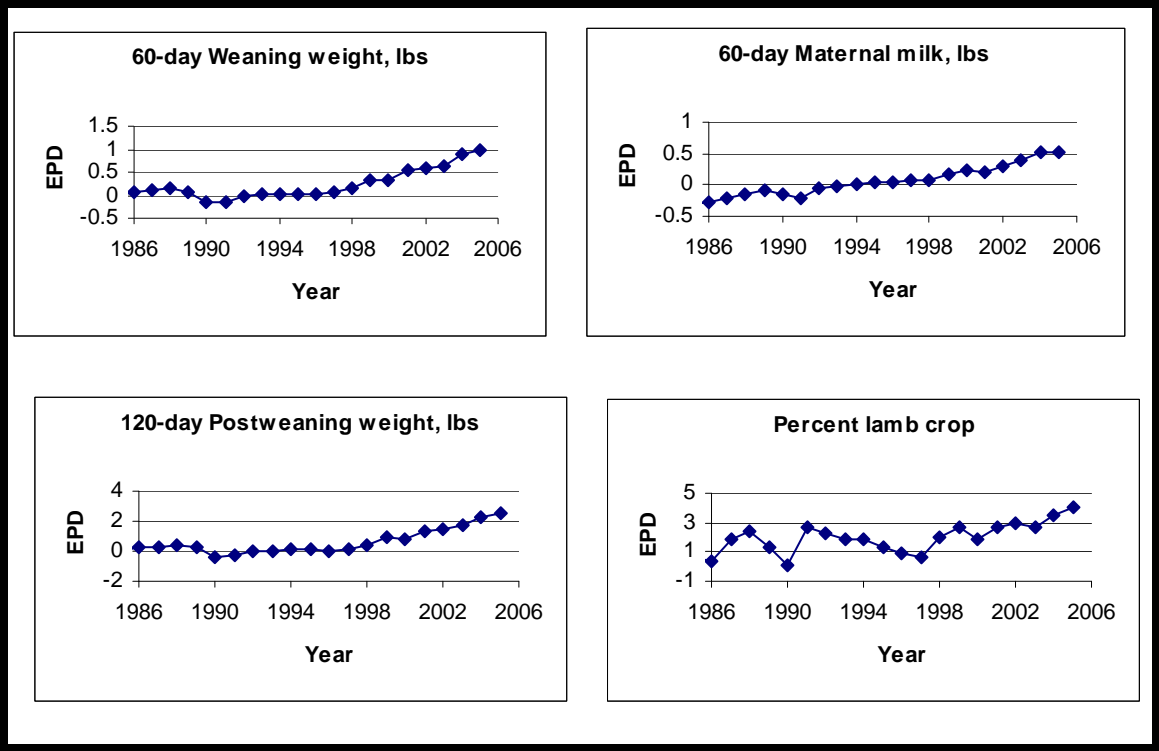 60-day Weaning weight, lbs
EPD
1.5
1
0.5
0
-0.5
1986 1990 1994 1998 2002 2006
Year
60-day Maternal milk, lbs
EPD
1
0.5
0
-0.5
1986 1990 1994 1998 2002 2006
Year
120-day Postweaning weight, lbs
EPD
4
2
0
-2
1986 1990 1994 1998 2002 2006
Year
Percent lamb crop
EPD
5
3
1
-1
1986 1990 1994 1998 2002 2006
Year